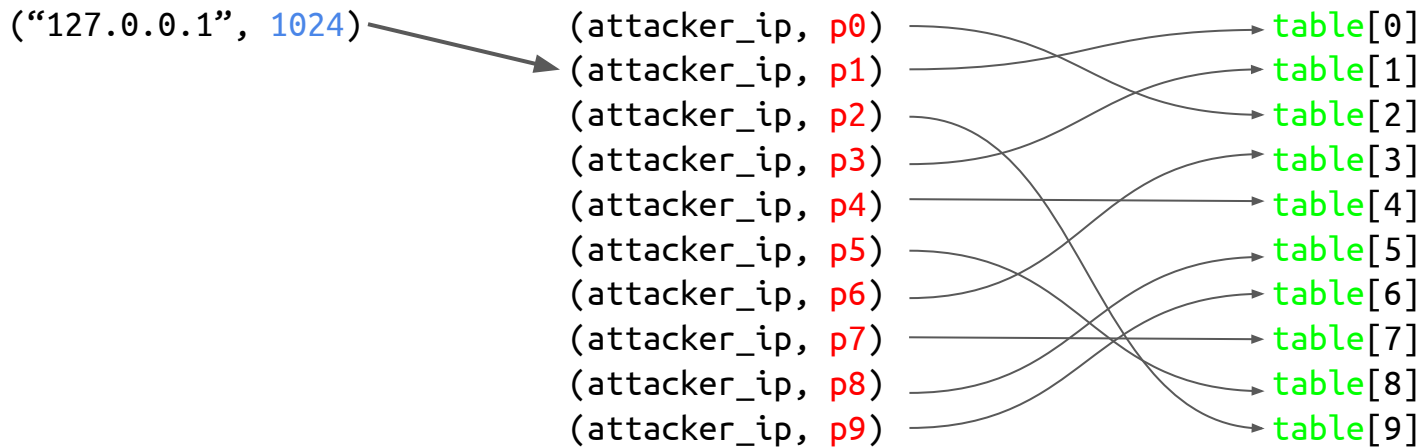 (“127.0.0.1”, 1024) (attacker_ip, p0) table[0]
(attacker_ip, p1) table[1]
(attacker_ip, p2) table[2]
(attacker_ip, p3) table[3]
(attacker_ip, p4) table[4]
(attacker_ip, p5) table[5]
(attacker_ip, p6) table[6]
(attacker_ip, p7) table[7]
(attacker_ip, p8) table[8]
(attacker_ip, p9) table[9]